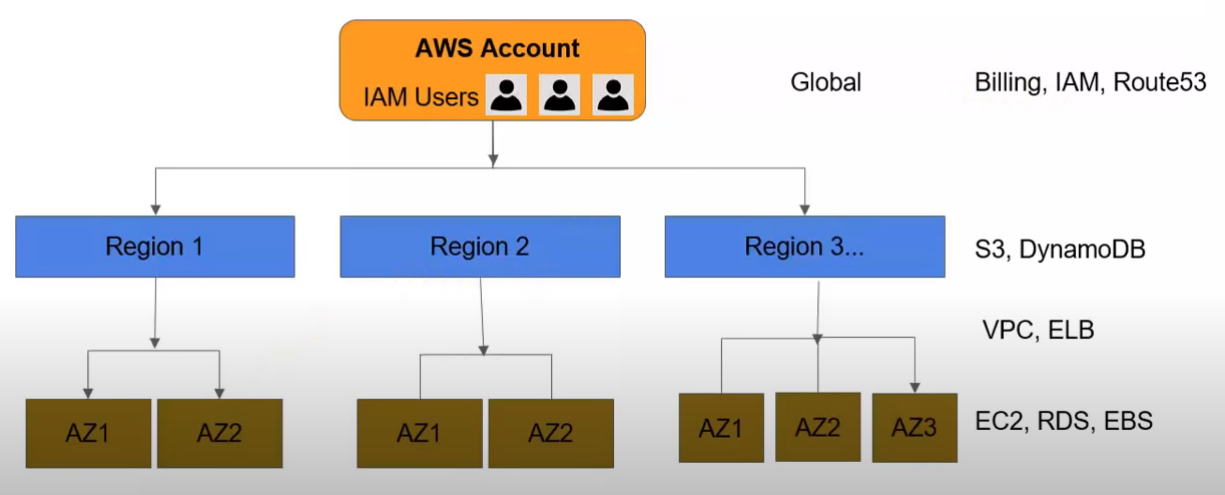 AWS Account
IAM Users
Global
Billing, IAM, Route53
Region 1
Region 2
Region 3...
S3, DynamoDB
VPC, ELB
AZ1
AZ2
AZ1
AZ2
AZ1
AZ2
AZ3
EC2, RDS, EBS